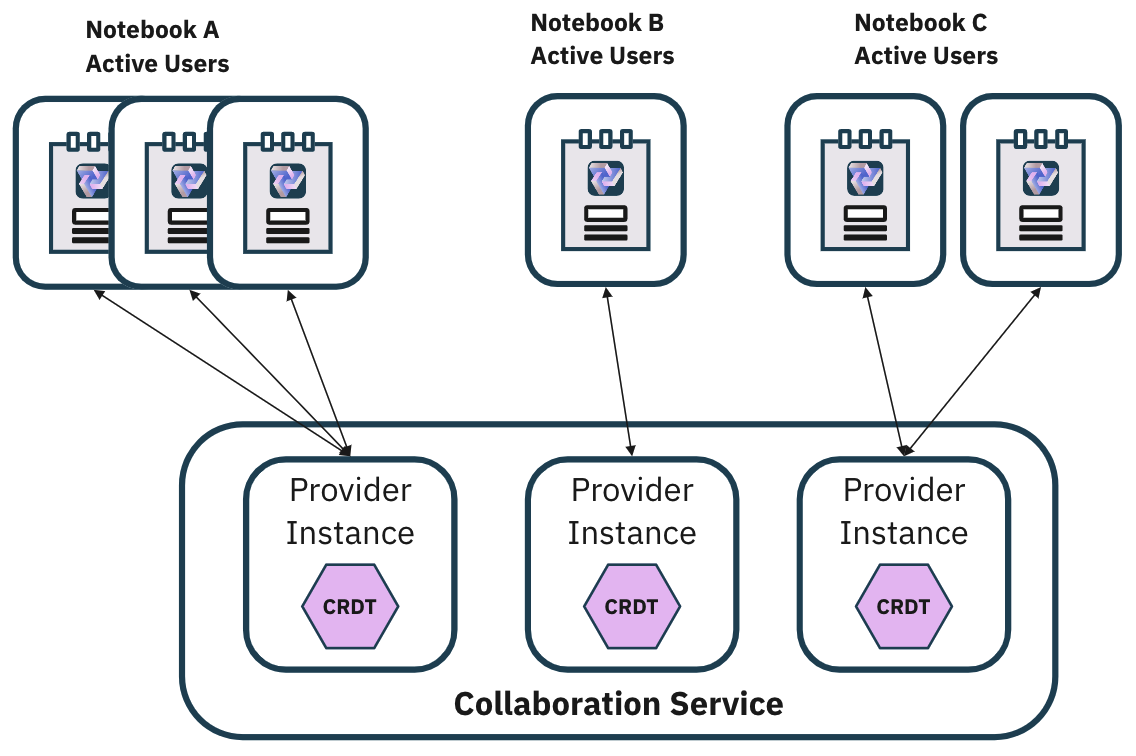 Notebook A
Active Users
Notebook B
Active Users
Notebook C
Active Users
Provider
Instance
CRDT
Provider
Instance
CRDT
Provider
Instance
CRDT
Collaboration Service